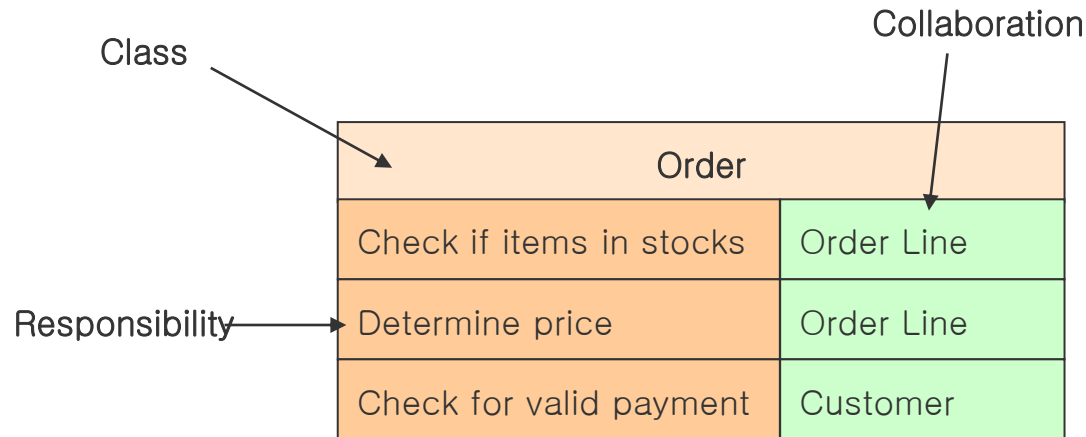 Collaboration
Class
Order
Check if items in stocks Order Line
Responsibility Determine price Order Line
Check for valid payment Customer